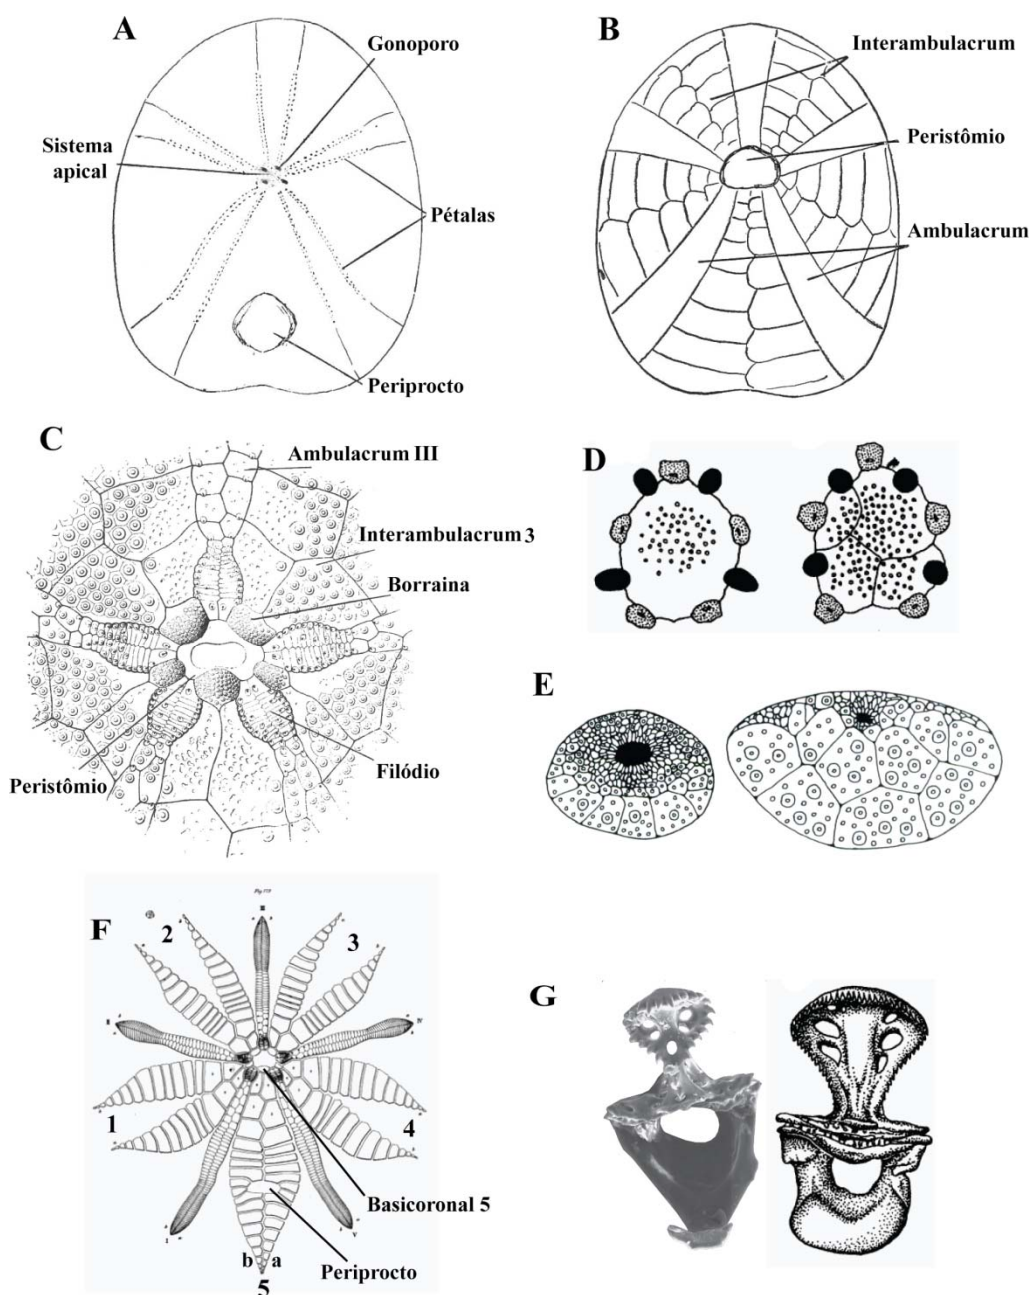 A
Gonoporo
Sistema
apical
Pétalas
Periprocto
B
Interambulacrum
Peristômio
Ambulacrum
C
Ambulacrum III
Interambulacrum 3
Borraina
Filódio
Peristômio
D
E
F
2
3
1
4
Basicoronal 5
Periprocto
b a
5
G